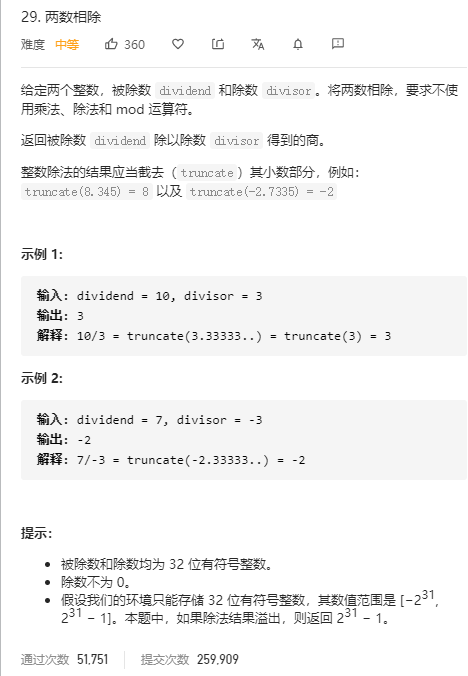 29. 两数相除
难度 中等 360
给定两个整数，被除数 dividend 和除数 divisor。将两数相除，要求不使
用乘法、除法和 mod 运算符。
返回被除数 dividend 除以除数 divisor 得到的商。
整数除法的结果应当截去（truncate）其小数部分，例如：
truncate(8.345) = 8 以及 truncate(-2.7335) = -2
示例 1:
输入: dividend = 10, divisor = 3
输出: 3
解释: 10/3 = truncate(3.33333..) = truncate(3) = 3
示例 2:
输入: dividend = 7, divisor = -3
输出: -2
解释: 7/-3 = truncate(-2.33333..) = -2
提示：
• 被除数和除数均为 32 位有符号整数。
• 除数不为 0。
• 假设我们的环境只能存储 32 位有符号整数，其数值范围是 [−2³¹,
2³¹ − 1]。本题中，如果除法结果溢出，则返回 2³¹ − 1。
通过次数 51,751 提交次数 259,909